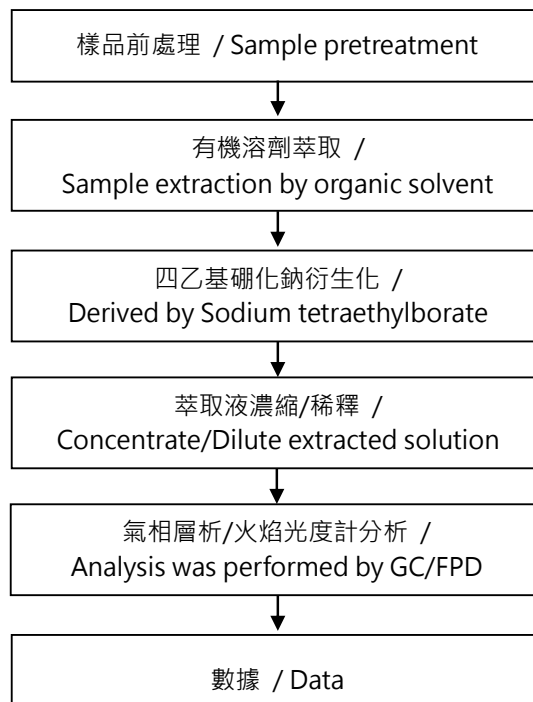 樣品前處理 / Sample pretreatment
有機溶劑萃取 /
Sample extraction by organic solvent
四乙基硼化鈉衍生化 /
Derived by Sodium tetraethylborate
萃取液濃縮/稀釋 /
Concentrate/Dilute extracted solution
氣相層析/火焰光度計分析 /
Analysis was performed by GC/FPD
數據 / Data